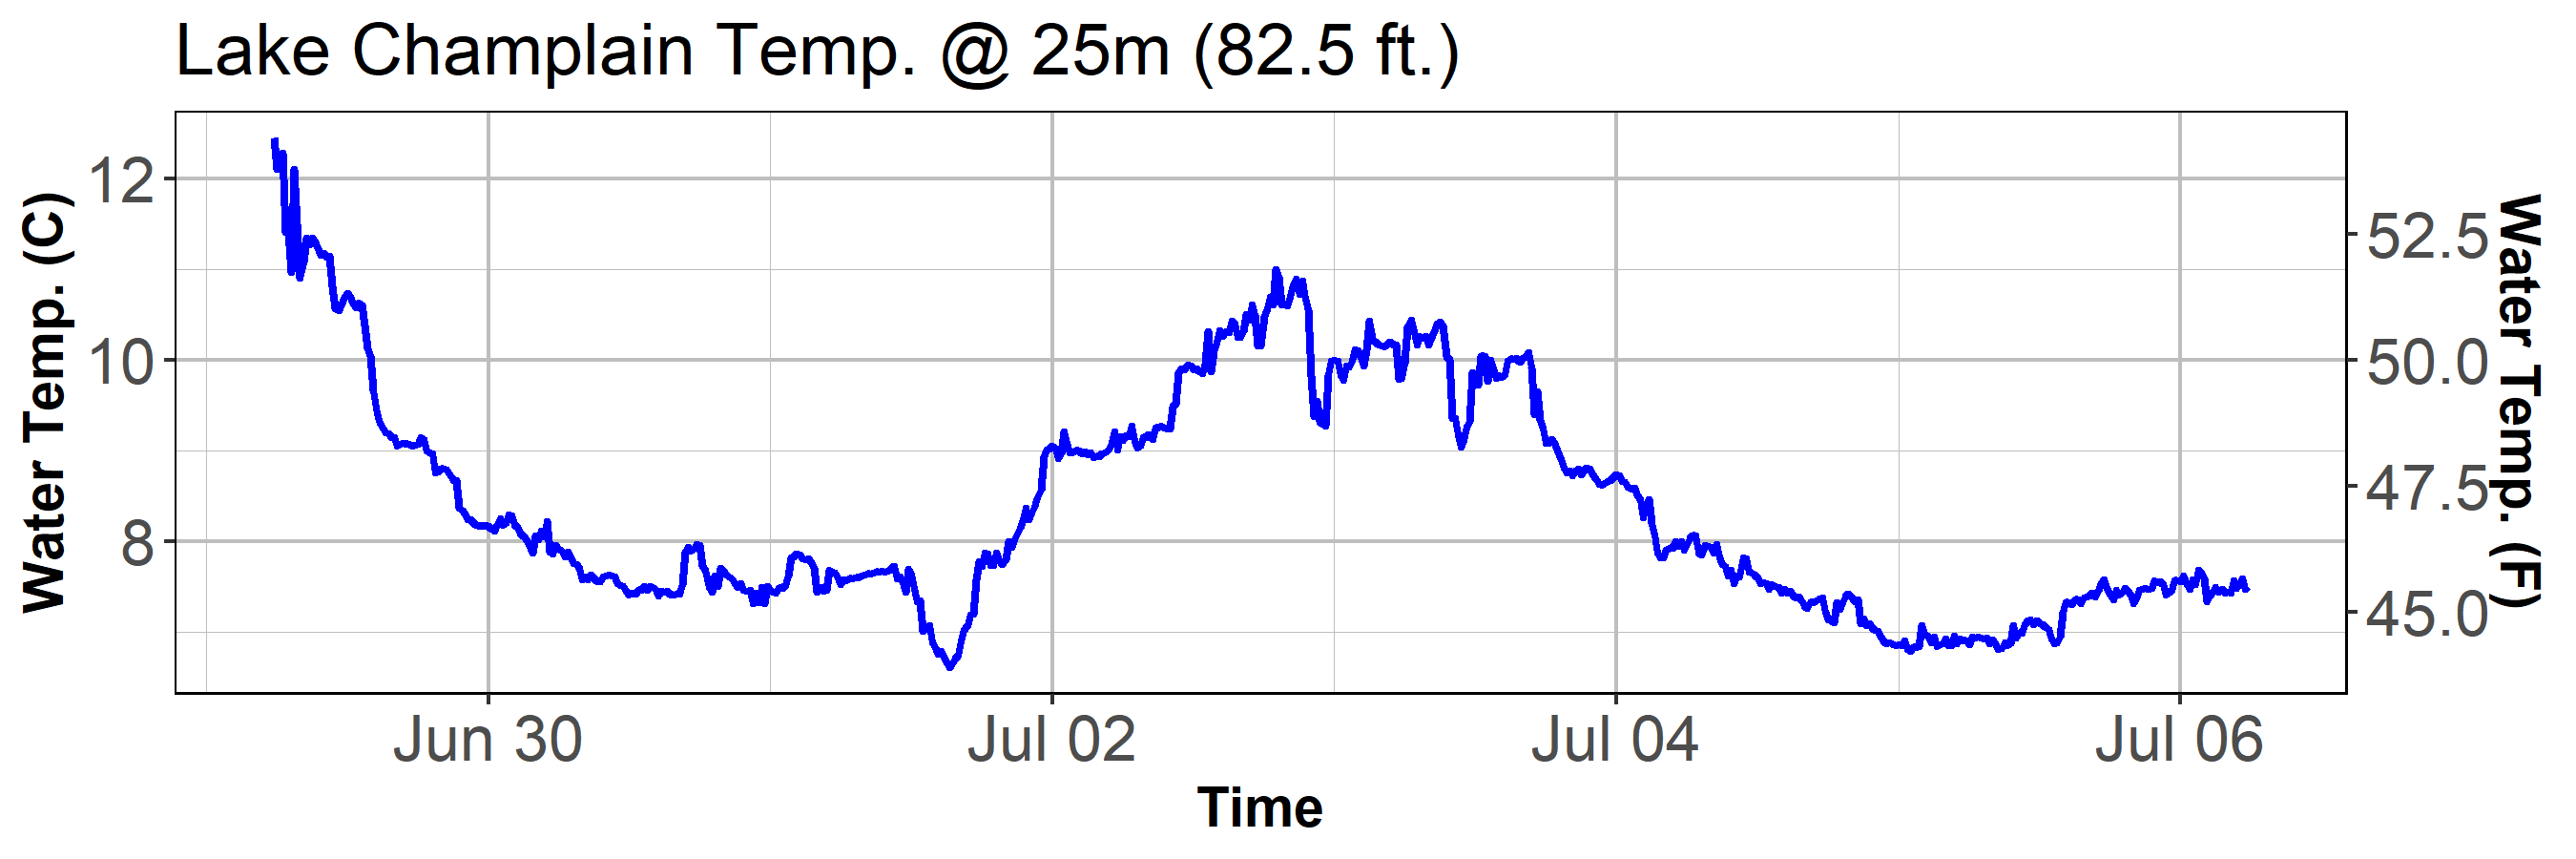 Lake Champlain Temp. @ 25m (82.5 ft.)
Water Temp. (C)
12
10
8
52.5
50.0
47.5
45.0
Water Temp. (F)
Jun 30
Jul 02
Jul 04
Jul 06
Time